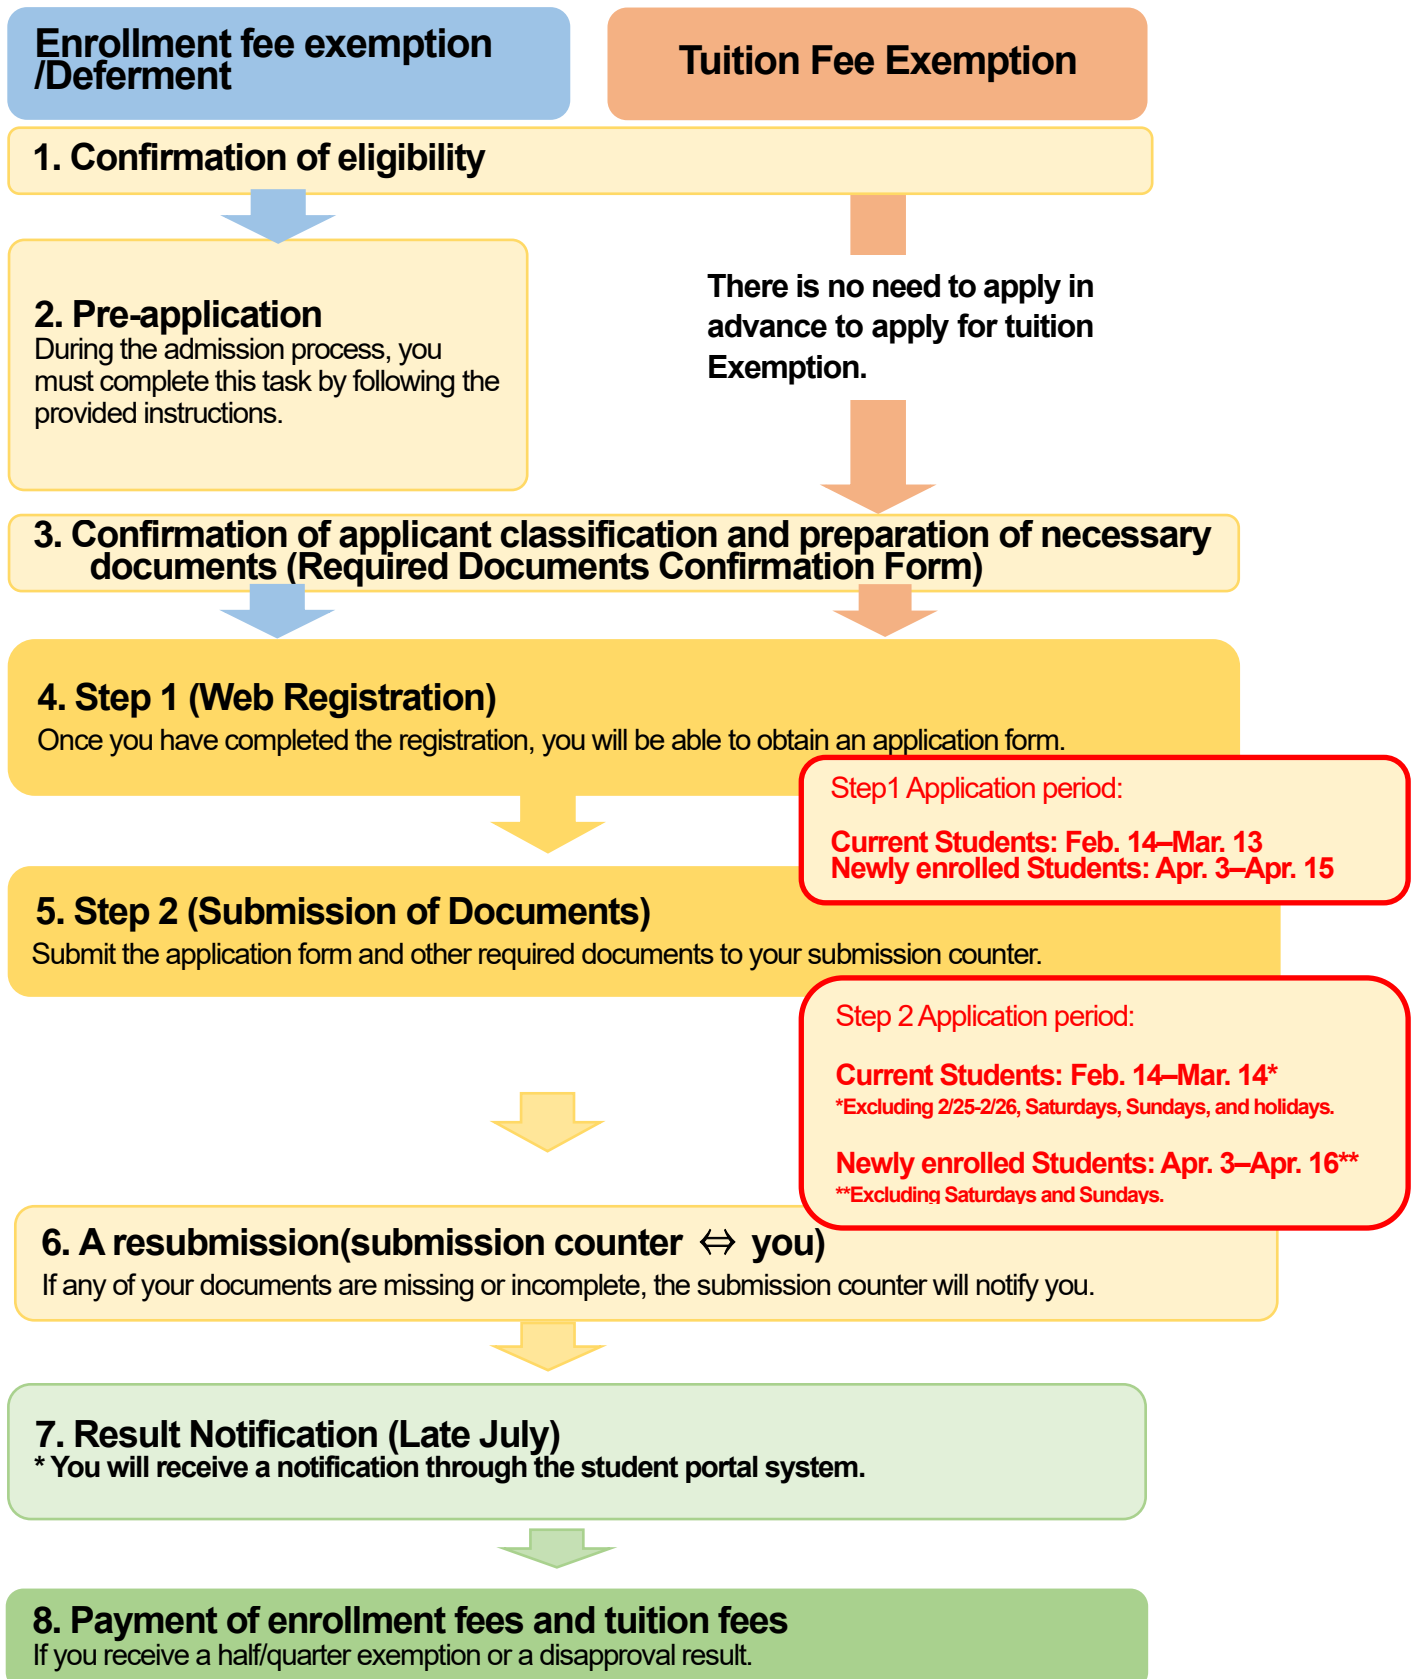 Enrollment fee exemption
/Deferment
Tuition Fee Exemption
1. Confirmation of eligibility
2. Pre-application
During the admission process, you
must complete this task by following the
provided instructions.
There is no need to apply in
advance to apply for tuition
Exemption.
3. Confirmation of applicant classification and preparation of necessary
documents (Required Documents Confirmation Form)
4. Step 1 (Web Registration)
Once you have completed the registration, you will be able to obtain an application form.
Step1 Application period:
Current Students: Feb. 14–Mar. 13
Newly enrolled Students: Apr. 3–Apr. 15
5. Step 2 (Submission of Documents)
Submit the application form and other required documents to your submission counter.
Step 2 Application period:
Current Students: Feb. 14–Mar. 14*
*Excluding 2/25-2/26, Saturdays, Sundays, and holidays.
Newly enrolled Students: Apr. 3–Apr. 16**
**Excluding Saturdays and Sundays.
6. A resubmission(submission counter ⇔ you)
If any of your documents are missing or incomplete, the submission counter will notify you.
7. Result Notification (Late July)
* You will receive a notification through the student portal system.
8. Payment of enrollment fees and tuition fees
If you receive a half/quarter exemption or a disapproval result.